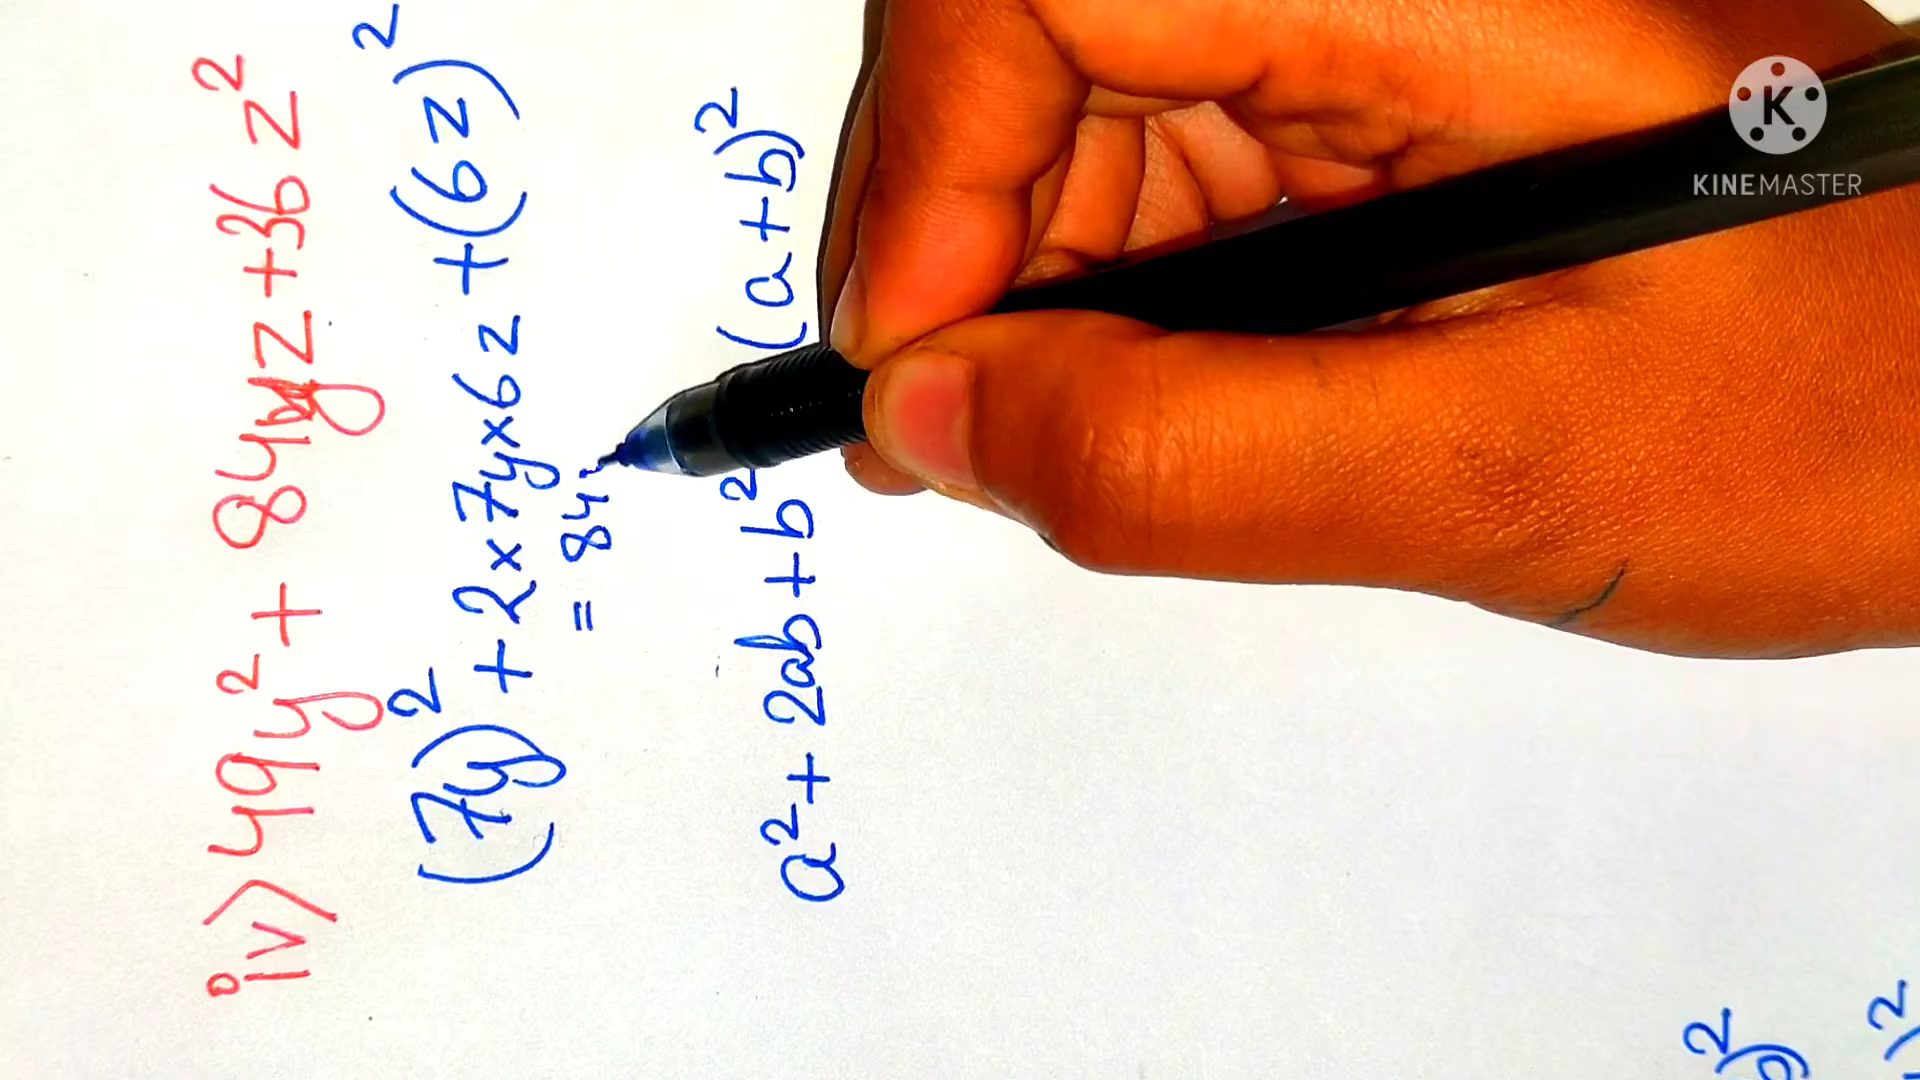 iv) 49y² + 84yz + 36z²
(7y)² + 2×7y×6z + (6z)²
= 84
a² + 2ab + b² (a+b)²
K
KINEMASTER